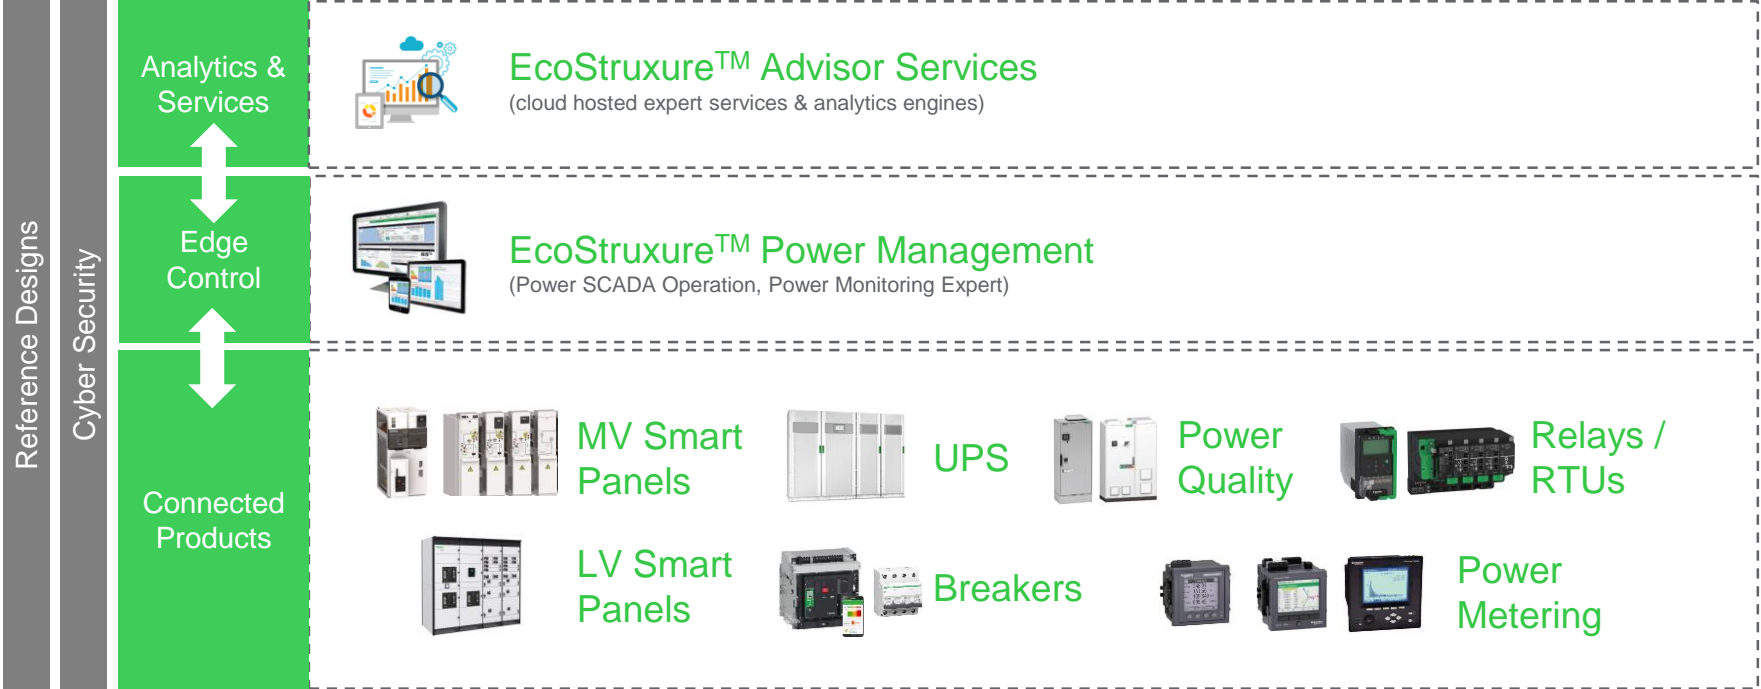 Reference Designs
Cyber Security
Analytics &
Services
EcoStruxure™ Advisor Services
(cloud hosted expert services & analytics engines)
Edge
Control
EcoStruxure™ Power Management
(Power SCADA Operation, Power Monitoring Expert)
Connected
Products
MV Smart
Panels
UPS
Power
Quality
Relays /
RTUs
LV Smart
Panels
Breakers
Power
Metering